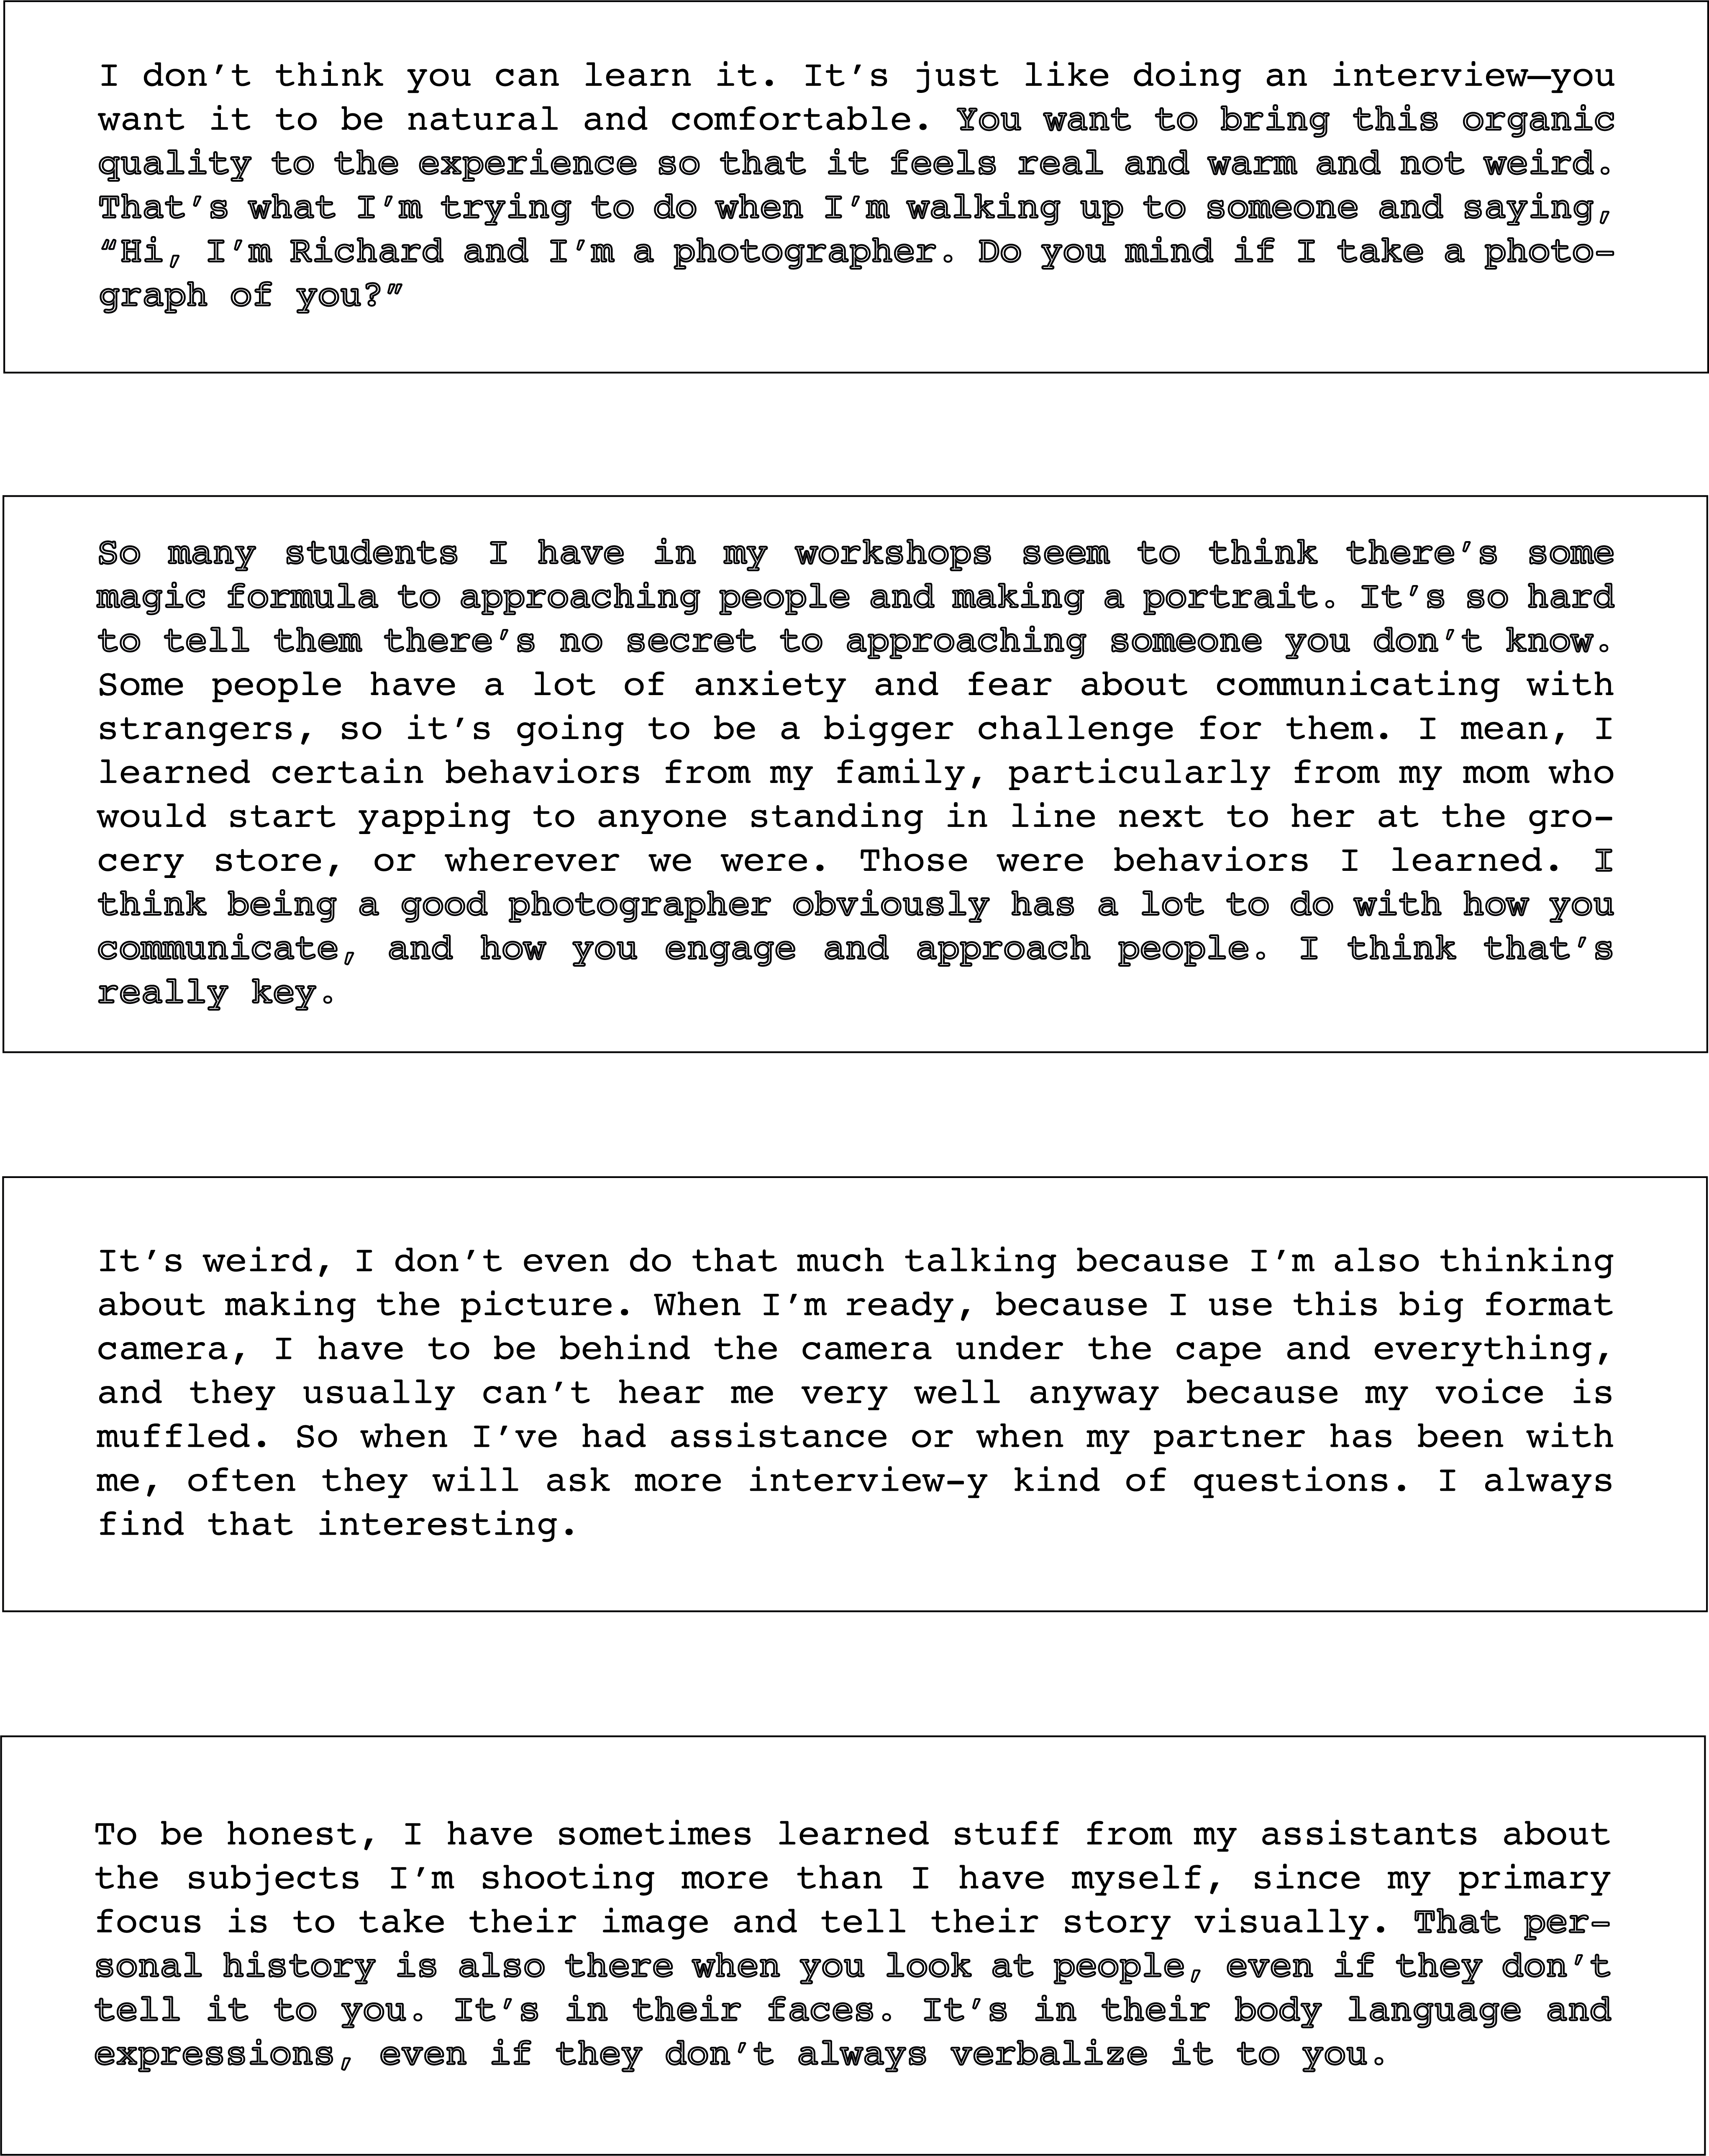 I don’t think you can learn it. It’s just like doing an interview—you
want it to be natural and comfortable. You want to bring this organic
quality to the experience so that it feels real and warm and not weird.
That’s what I’m trying to do when I’m walking up to someone and saying,
“Hi, I’m Richard and I’m a photographer. Do you mind if I take a photo-
graph of you?”
So many students I have in my workshops seem to think there’s some
magic formula to approaching people and making a portrait. It’s so hard
to tell them there’s no secret to approaching someone you don’t know.
Some people have a lot of anxiety and fear about communicating with
strangers, so it’s going to be a bigger challenge for them. I mean, I
learned certain behaviors from my family, particularly from my mom who
would start yapping to anyone standing in line next to her at the gro-
cery store, or wherever we were. Those were behaviors I learned. I
think being a good photographer obviously has a lot to do with how you
communicate, and how you engage and approach people. I think that’s
really key.
It’s weird, I don’t even do that much talking because I’m also thinking
about making the picture. When I’m ready, because I use this big format
camera, I have to be behind the camera under the cape and everything,
and they usually can’t hear me very well anyway because my voice is
muffled. So when I’ve had assistance or when my partner has been with
me, often they will ask more interview-y kind of questions. I always
find that interesting.
To be honest, I have sometimes learned stuff from my assistants about
the subjects I’m shooting more than I have myself, since my primary
focus is to take their image and tell their story visually. That per-
sonal history is also there when you look at people, even if they don’t
tell it to you. It’s in their faces. It’s in their body language and
expressions, even if they don’t always verbalize it to you.